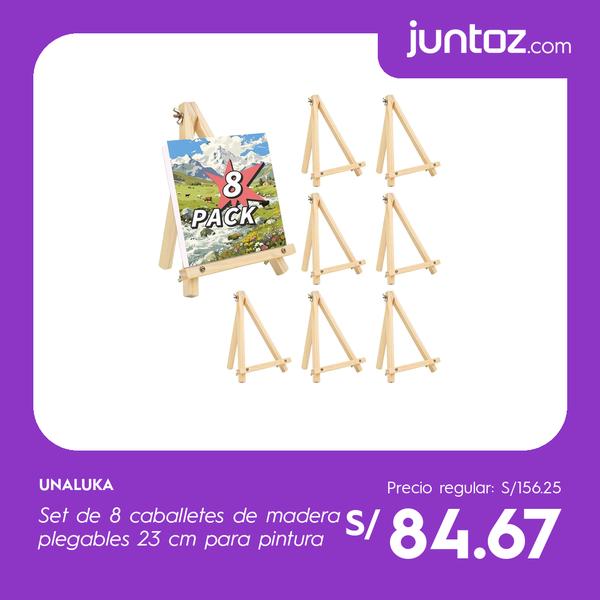 juntoz.com
8
PACK
UNALUKA
Precio regular: S/156.25
Set de 8 caballetes de madera
plegables 23 cm para pintura
S/84.67